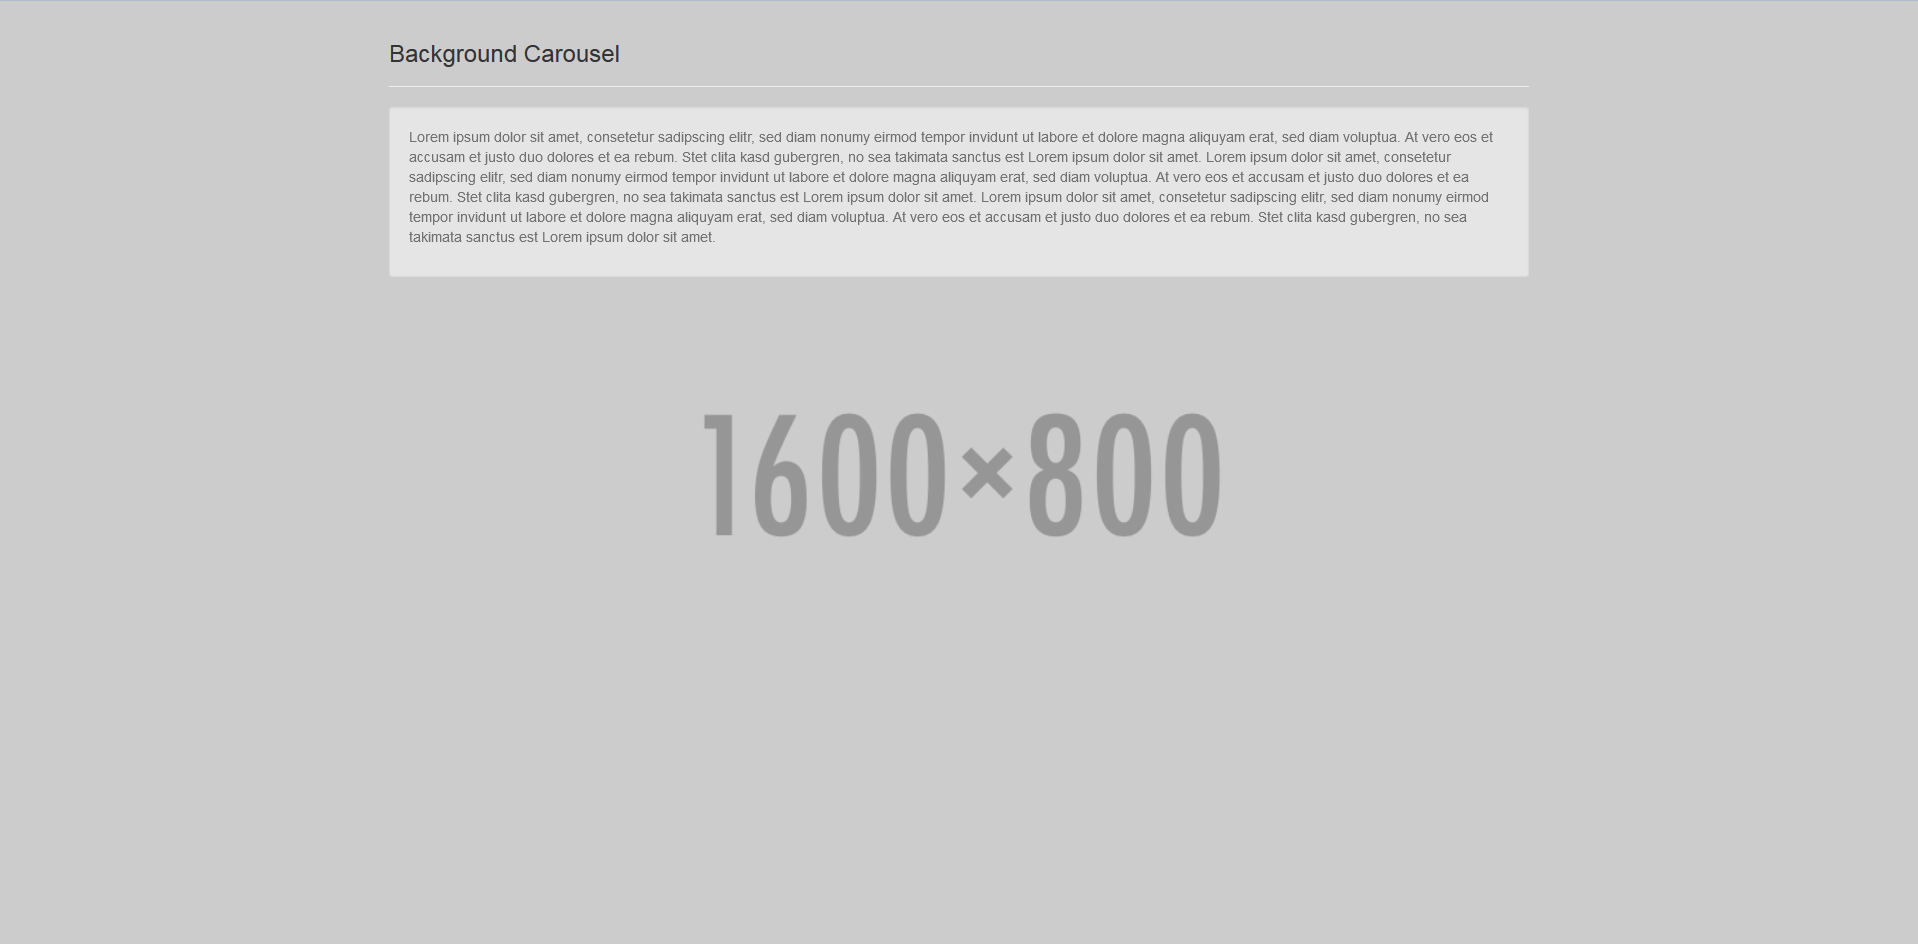 Background Carousel
Lorem ipsum dolor sit amet, consetetur sadipscing elitr, sed diam nonumy eirmod tempor invidunt ut labore et dolore magna aliquyam erat, sed diam voluptua. At vero eos et
accusam et justo duo dolores et ea rebum. Stet clita kasd gubergren, no sea takimata sanctus est Lorem ipsum dolor sit amet. Lorem ipsum dolor sit amet, consetetur
sadipscing elitr, sed diam nonumy eirmod tempor invidunt ut labore et dolore magna aliquyam erat, sed diam voluptua. At vero eos et accusam et justo duo dolores et ea
rebum. Stet clita kasd gubergren, no sea takimata sanctus est Lorem ipsum dolor sit amet. Lorem ipsum dolor sit amet, consetetur sadipscing elitr, sed diam nonumy eirmod
tempor invidunt ut labore et dolore magna aliquyam erat, sed diam voluptua. At vero eos et accusam et justo duo dolores et ea rebum. Stet clita kasd gubergren, no sea
takimata sanctus est Lorem ipsum dolor sit amet.
1600×800